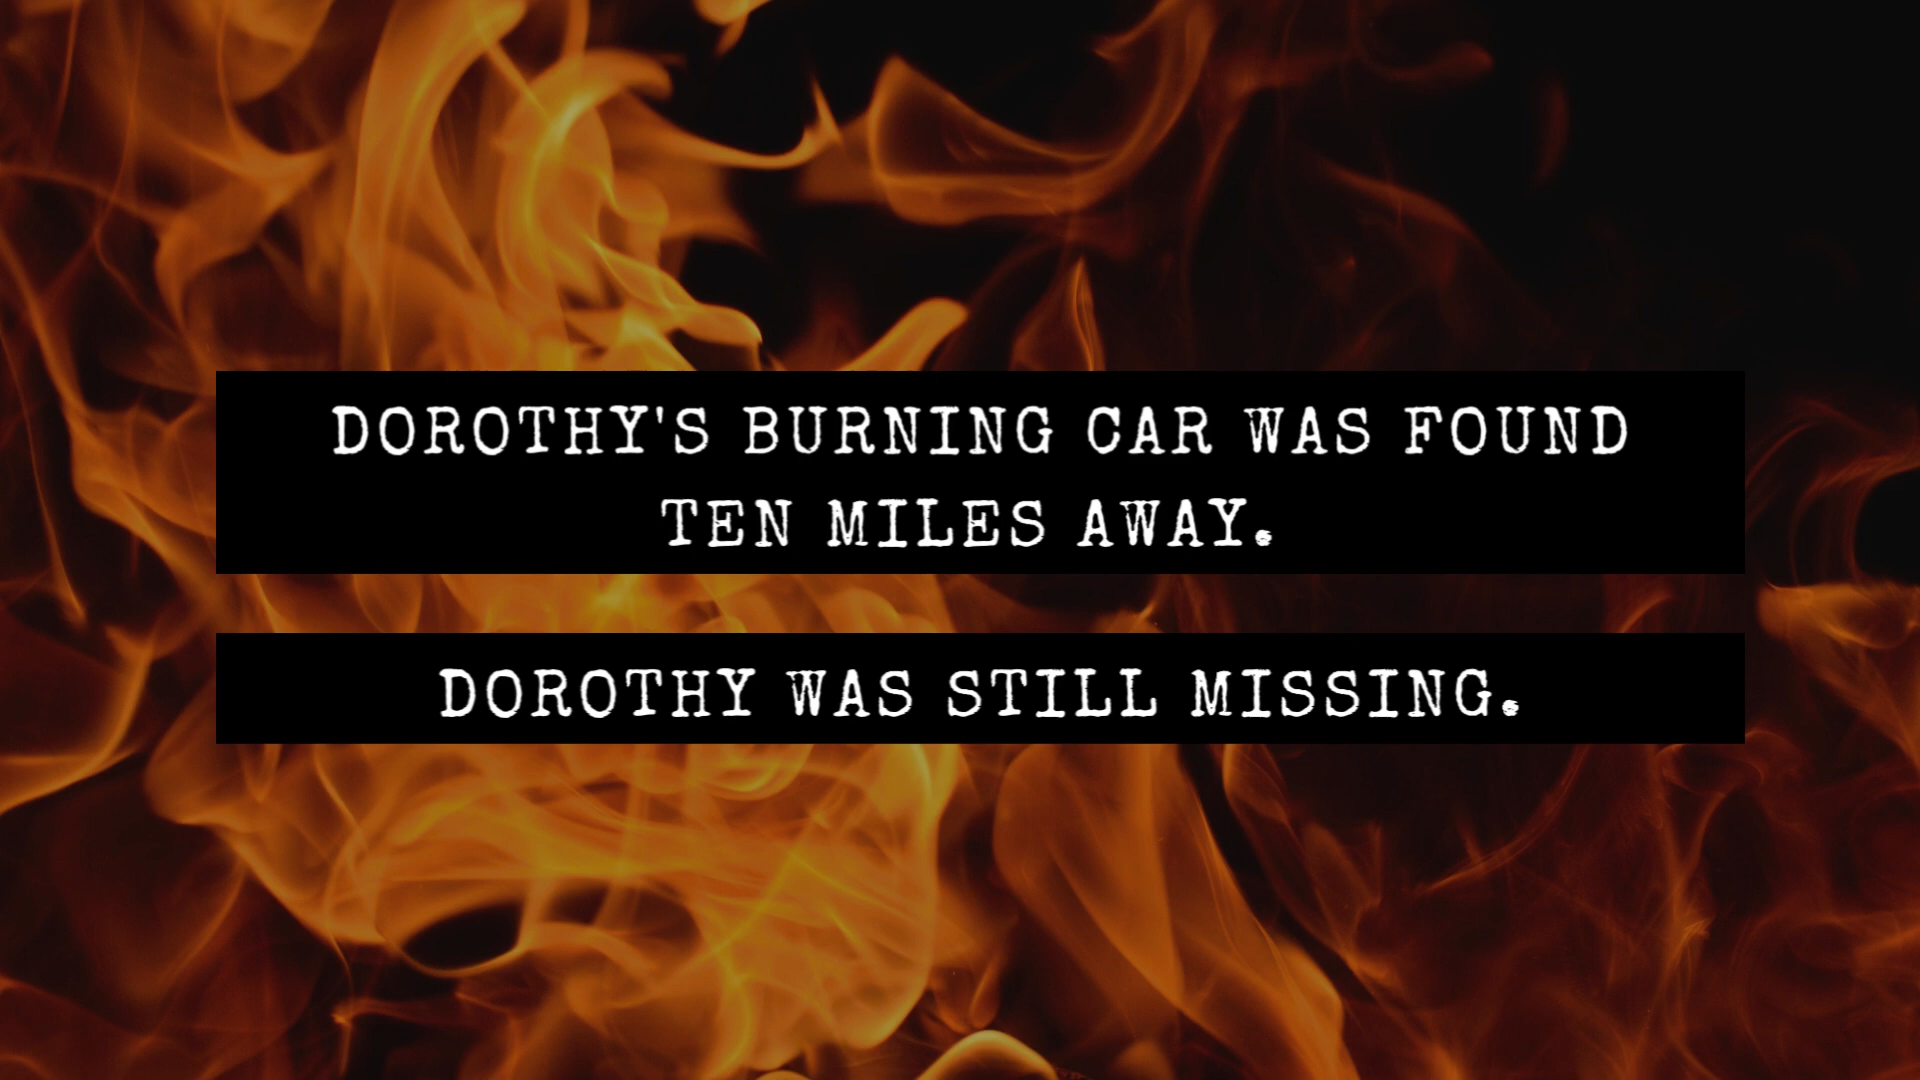 DOROTHY'S BURNING CAR WAS FOUND
TEN MILES AWAY.
DOROTHY WAS STILL MISSING.